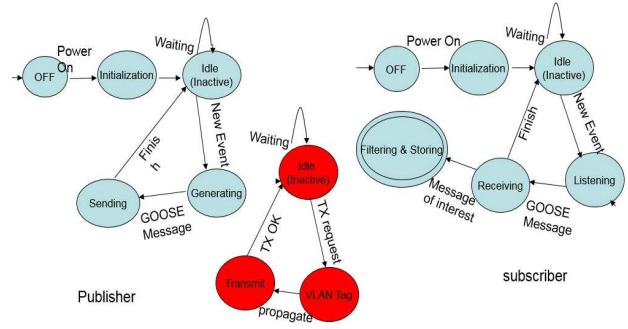 Waiting
Power
On
OFF
Initialization
Idle
(Inactive)
New Event
Finis
h
Generating
Sending
GOOSE
Message
Publisher
Waiting
Idle
(Inactive)
TX request
TX OK
Transmit
VLAN Tag
propagate
Waiting
Power On
OFF
Initialization
Idle
(Inactive)
New Event
Finish
Filtering & Storing
Receiving
Listening
Message
of interest
GOOSE
Message
subscriber